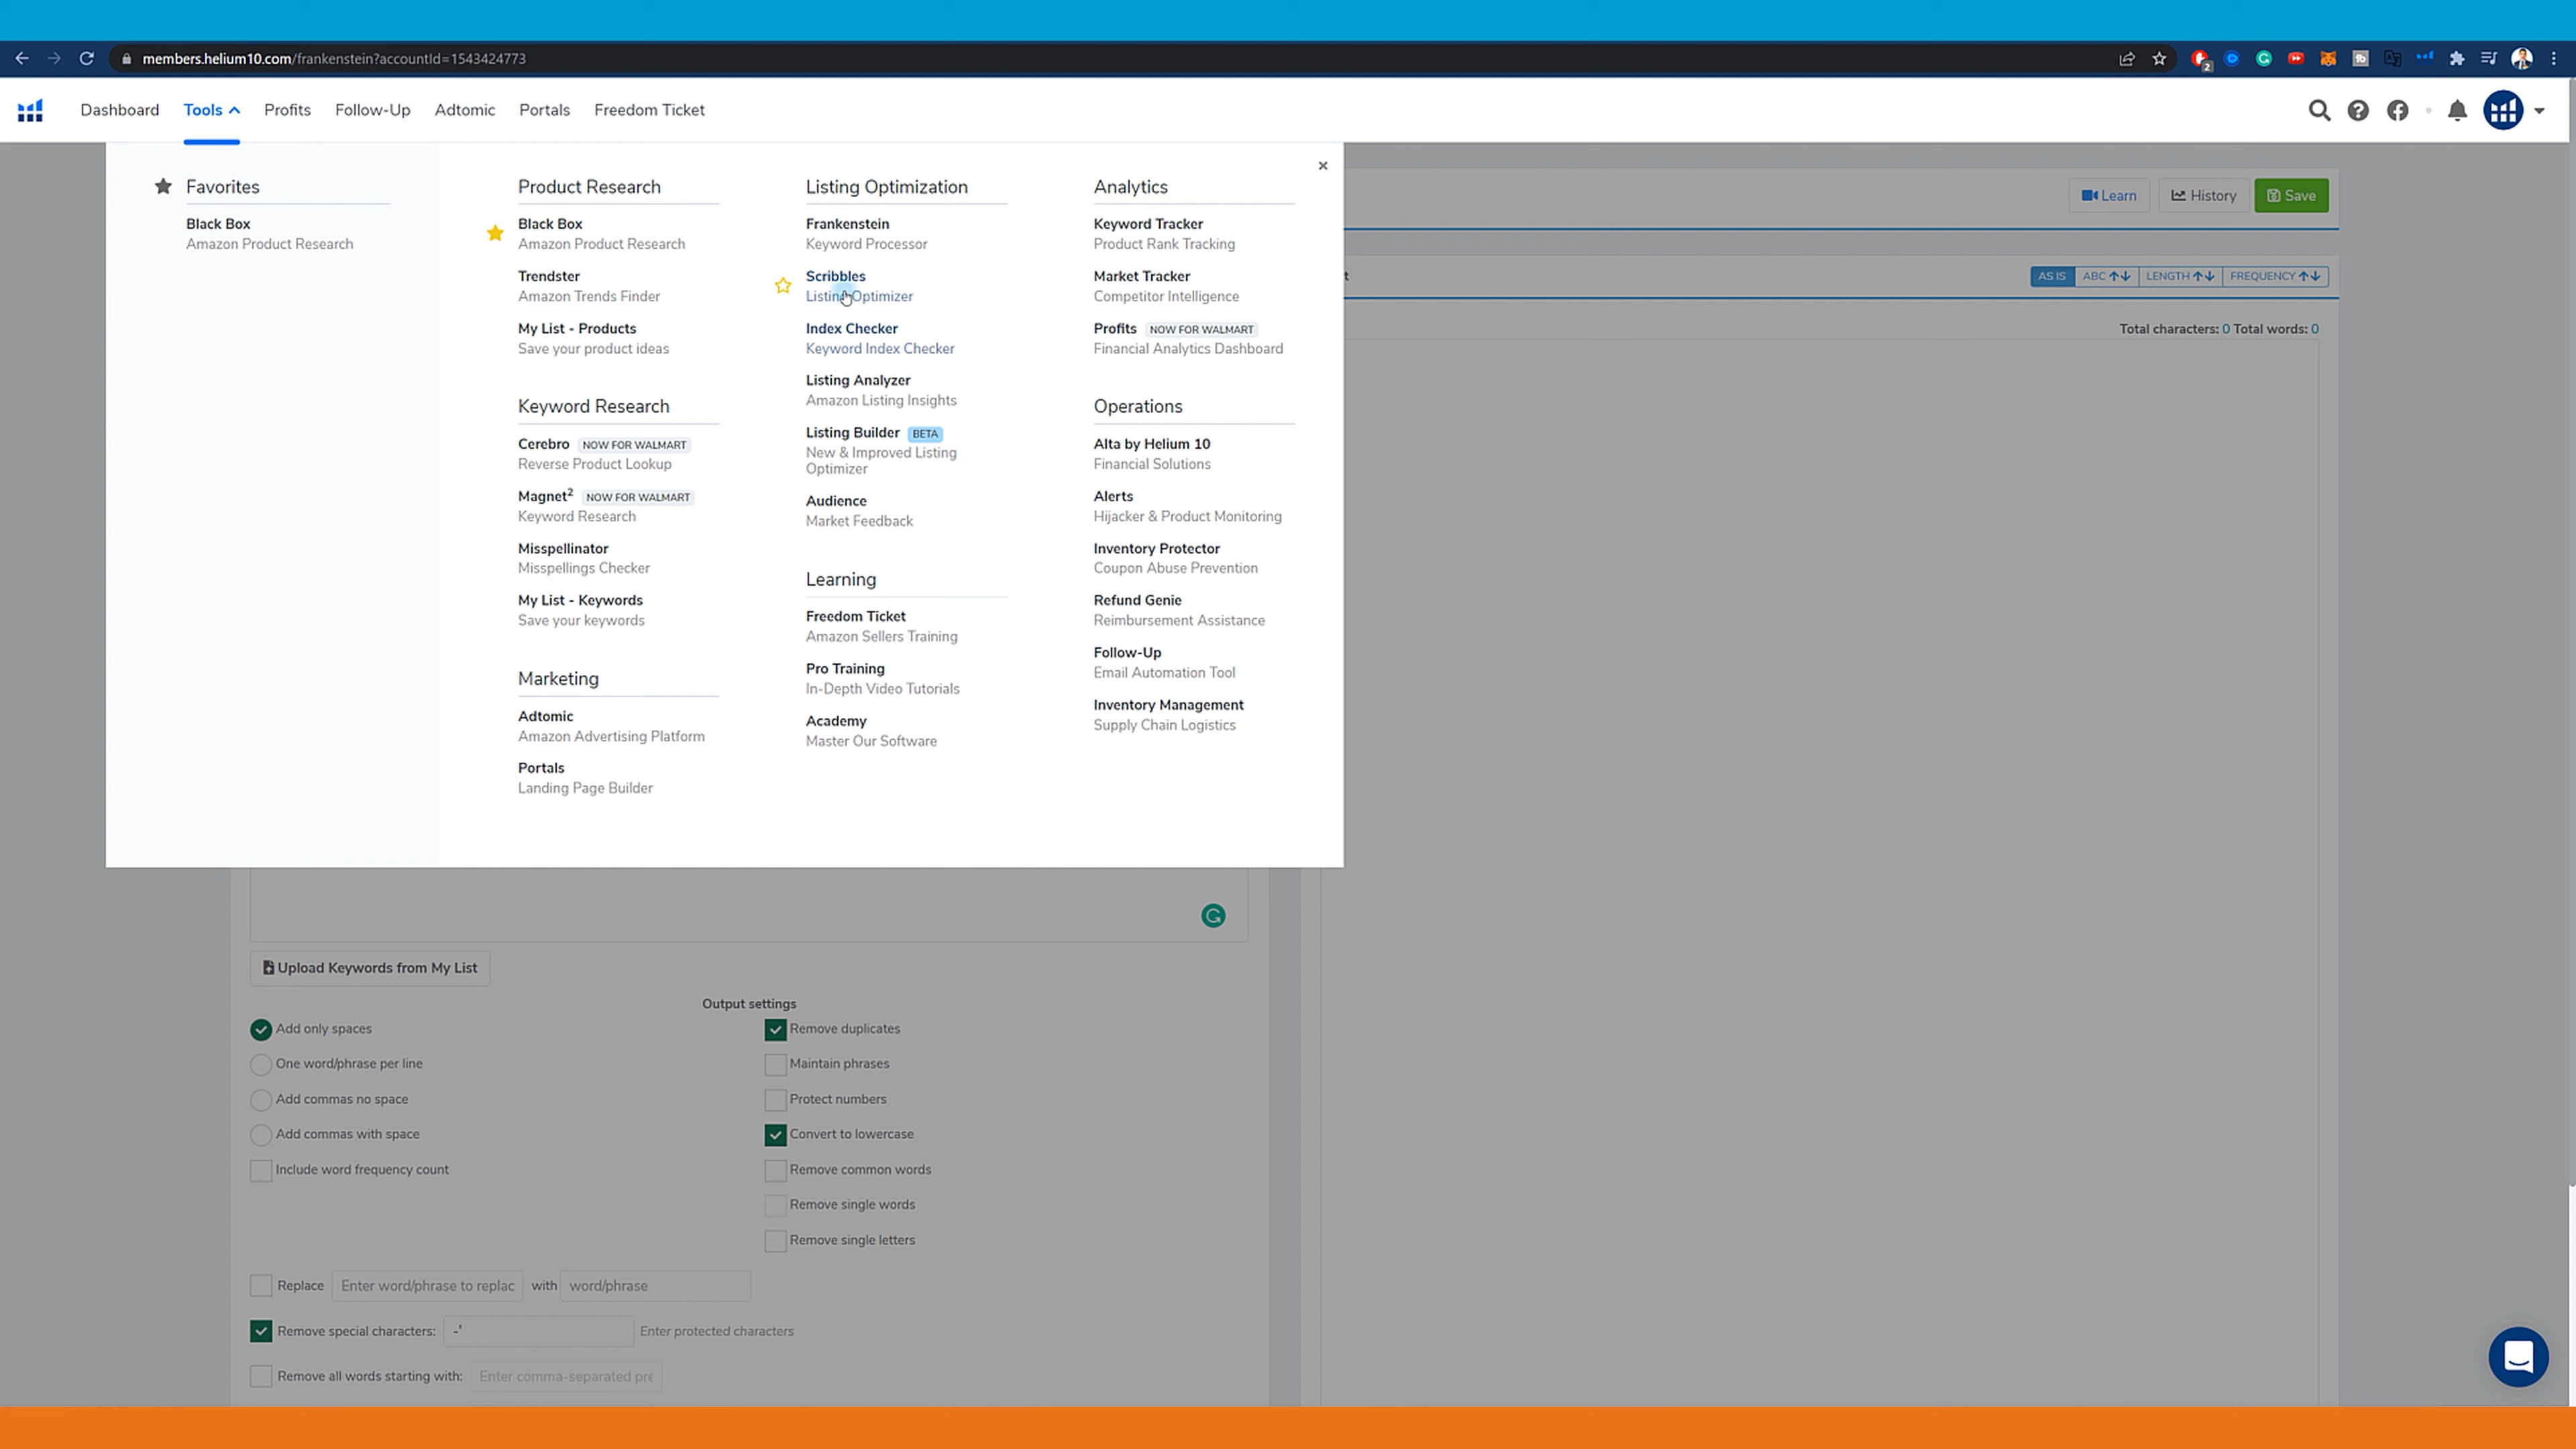 members.helium10.com/frankenstein?accountId=1543424773
2
Dashboard
Tools
Profits
Follow-Up
Adtomic
Portals
Freedom Ticket
Favorites
Black Box
Amazon Product Research
Product Research
Black Box
Amazon Product Research
Trendster
Amazon Trends Finder
My List - Products
Save your product ideas
Keyword Research
Cerebro NOW FOR WALMART
Reverse Product Lookup
Magnet² NOW FOR WALMART
Keyword Research
Misspellinator
Misspellings Checker
My List - Keywords
Save your keywords
Marketing
Adtomic
Amazon Advertising Platform
Portals
Landing Page Builder
Listing Optimization
Frankenstein
Keyword Processor
Scribbles
Listing Optimizer
Index Checker
Keyword Index Checker
Listing Analyzer
Amazon Listing Insights
Listing Builder BETA
New & Improved Listing
Optimizer
Audience
Market Feedback
Learning
Freedom Ticket
Amazon Sellers Training
Pro Training
In-Depth Video Tutorials
Academy
Master Our Software
Analytics
Keyword Tracker
Product Rank Tracking
Market Tracker
Competitor Intelligence
Profits NOW FOR WALMART
Financial Analytics Dashboard
Operations
Alta by Helium 10
Financial Solutions
Alerts
Hijacker & Product Monitoring
Inventory Protector
Coupon Abuse Prevention
Refund Genie
Reimbursement Assistance
Follow-Up
Email Automation Tool
Inventory Management
Supply Chain Logistics
Learn
History
Save
t
AS IS
ABC
LENGTH
FREQUENCY
Total characters: 0 Total words: 0
Upload Keywords from My List
Output settings
Add only spaces
One word/phrase per line
Add commas no space
Add commas with space
Include word frequency count
Remove duplicates
Maintain phrases
Protect numbers
Convert to lowercase
Remove common words
Remove single words
Remove single letters
Replace Enter word/phrase to replac with word/phrase
Remove special characters: -' Enter protected characters
Remove all words starting with: Enter comma-separated pre